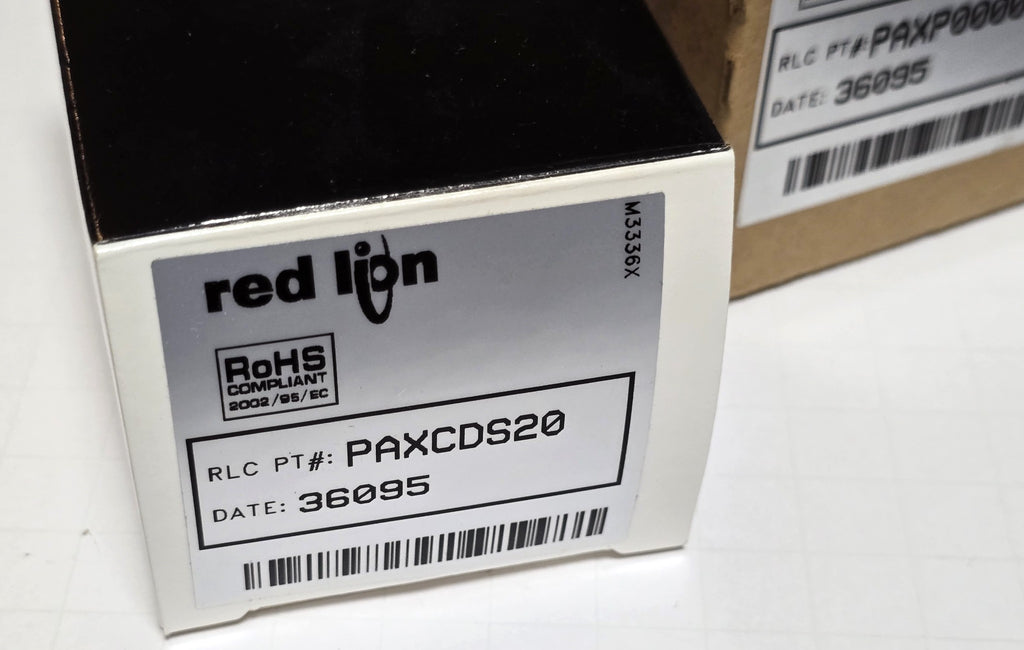 red lion
M3336X
RoHS
COMPLIANT
2002/95/EC
RLC PT#: PAXCDS20
DATE: 36095
RLC PT#: PAXP0000
DATE: 36095